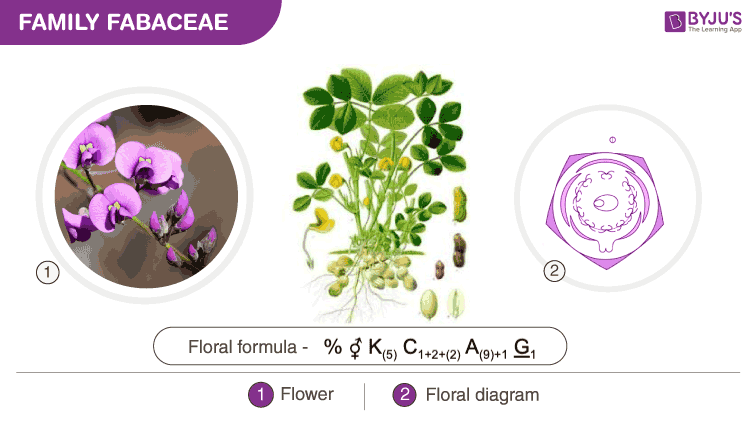 FAMILY FABACEAE
BYJU'S
The Learning App
1
2
Floral formula - % ⚥ K(5) C1+2+(2) A(9)+1 G1
1 Flower
2 Floral diagram